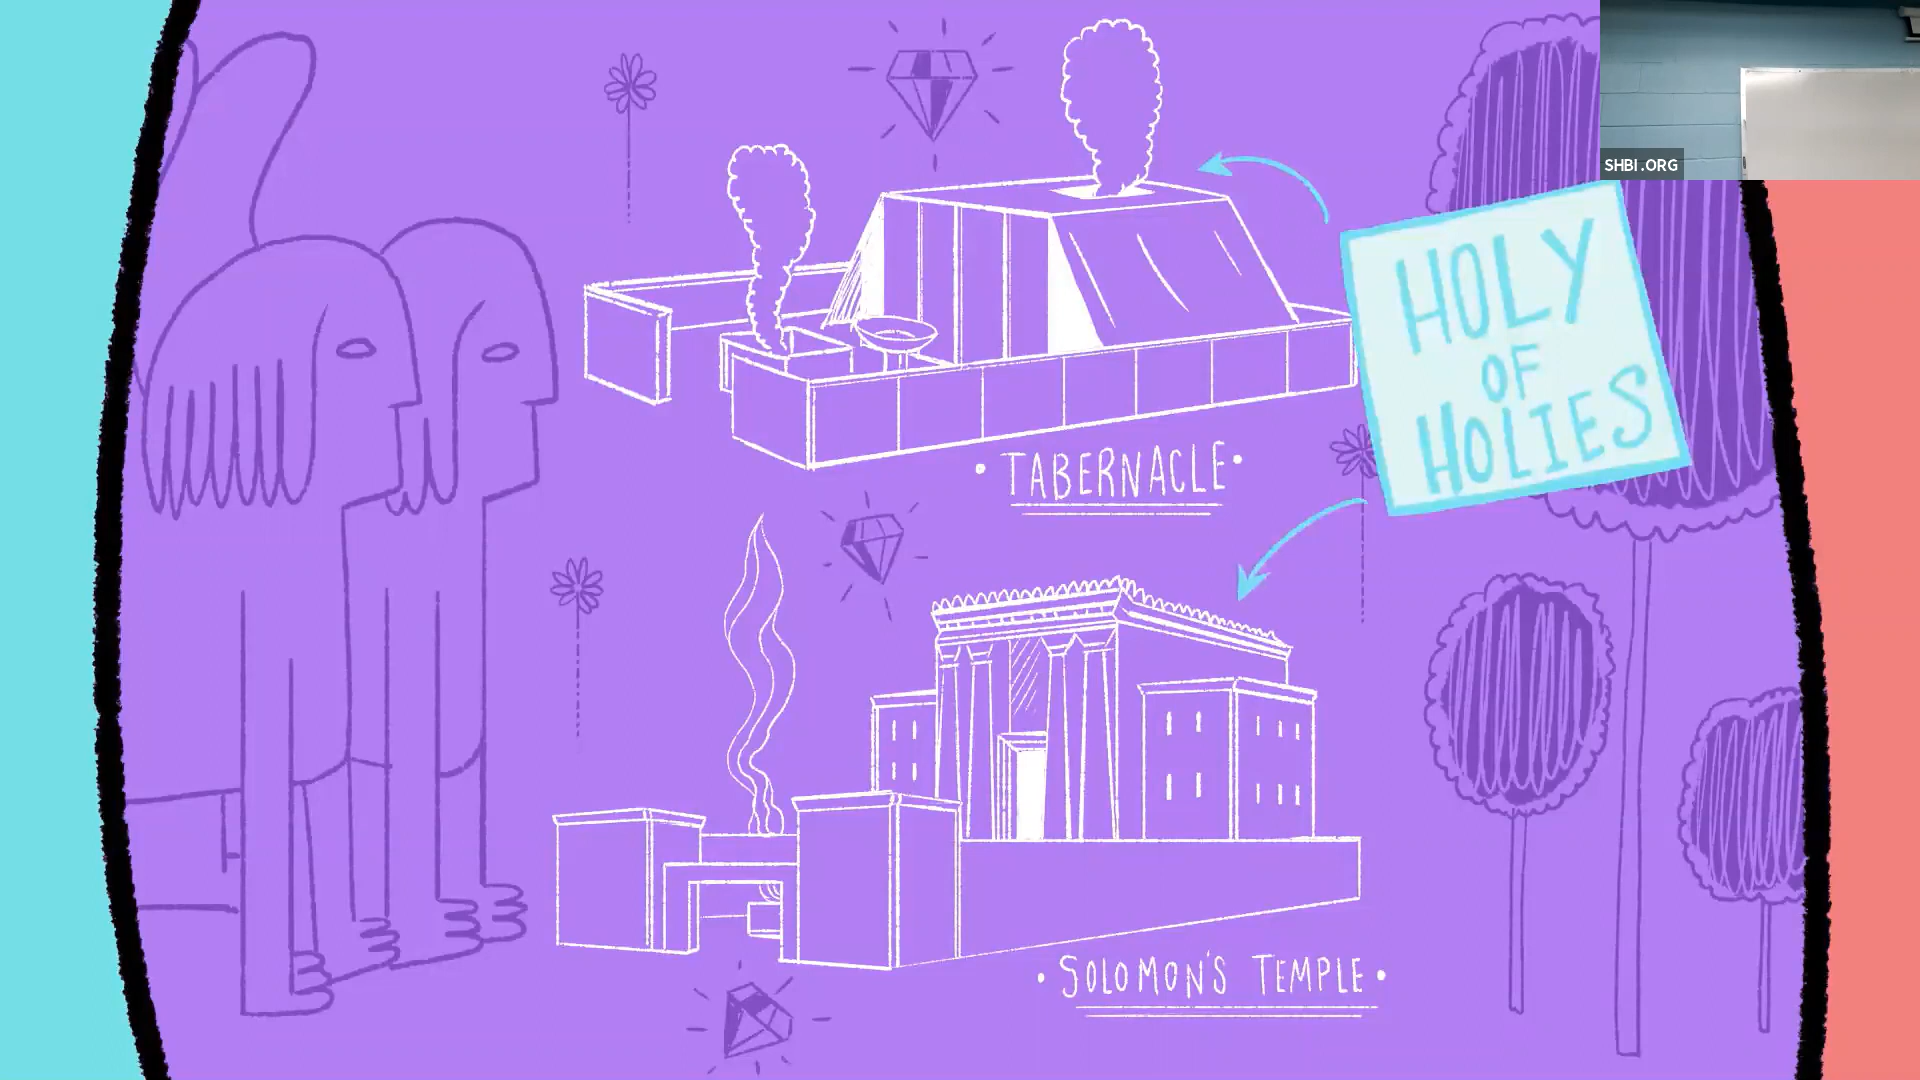 SHBI.ORG
HOLY
OF
HOLIES
• TABERNACLE •
• SOLOMON'S TEMPLE •